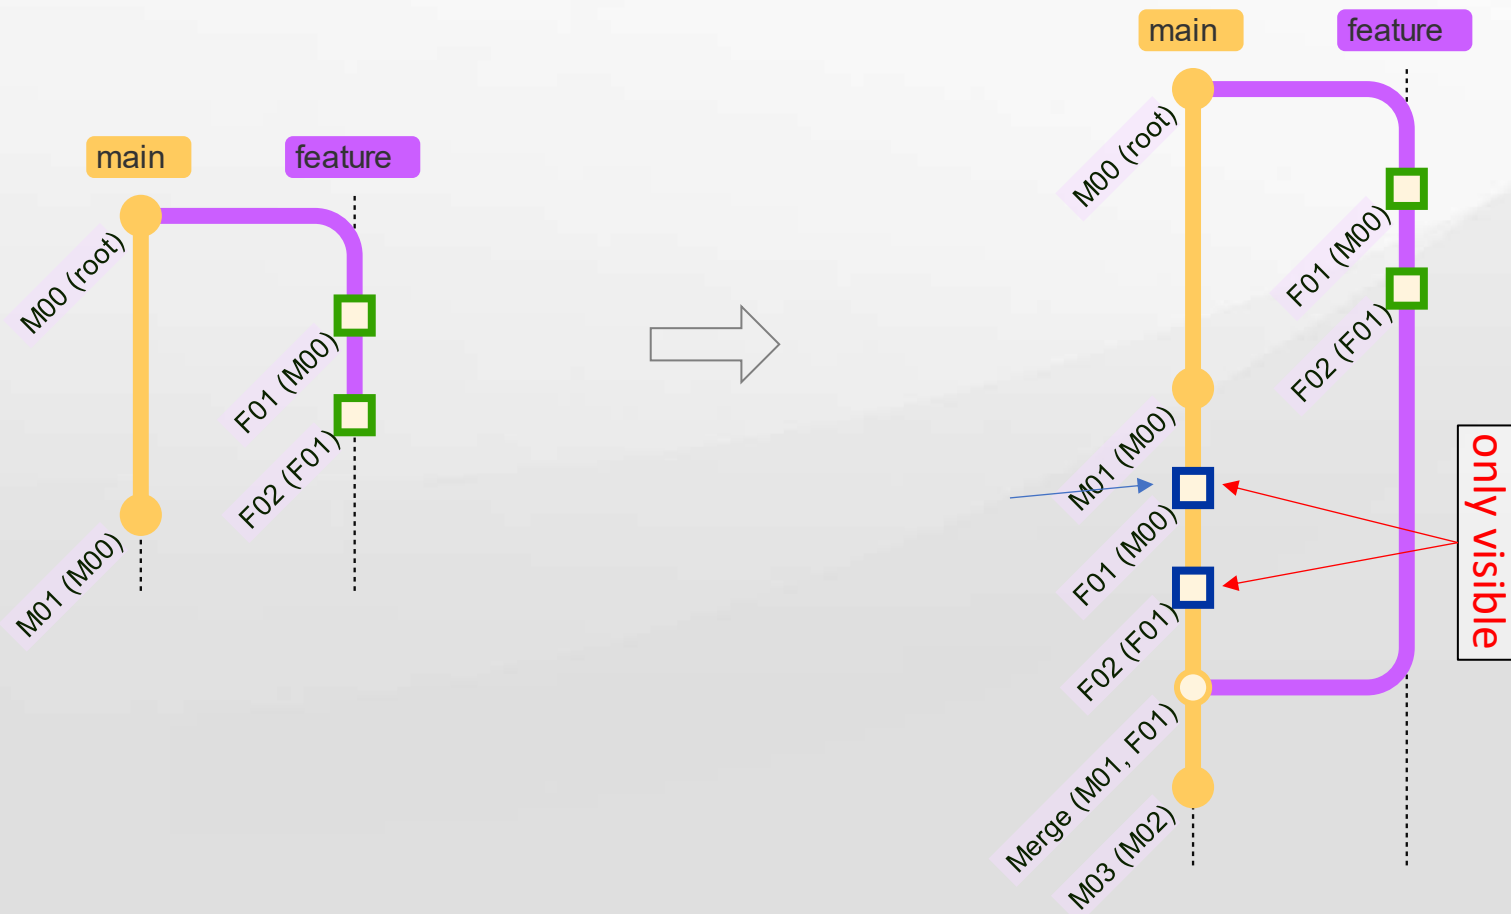 main
feature
M00 (root)
F01 (M00)
F02 (F01)
M01 (M00)
main
feature
M00 (root)
F01 (M00)
F02 (F01)
M01 (M00)
F01 (M00)
F02 (F01)
Merge (M01, F01)
M03 (M02)
only visible